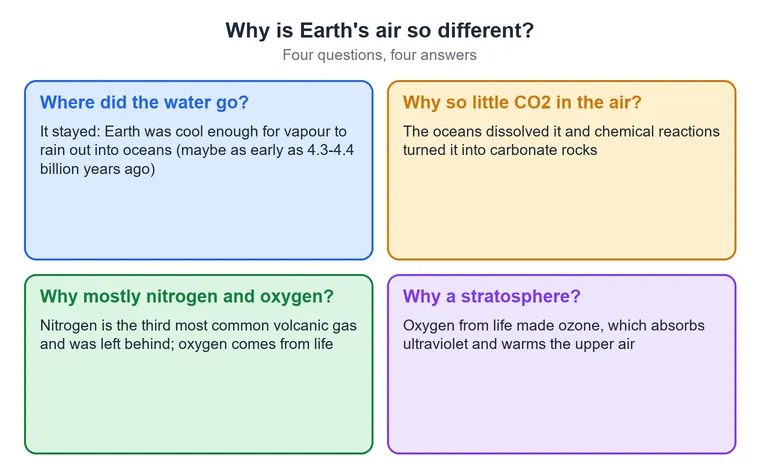 Why is Earth's air so different?
Four questions, four answers
Where did the water go?
It stayed: Earth was cool enough for vapour to
rain out into oceans (maybe as early as 4.3-4.4
billion years ago)
Why so little CO2 in the air?
The oceans dissolved it and chemical reactions
turned it into carbonate rocks
Why mostly nitrogen and oxygen?
Nitrogen is the third most common volcanic gas
and was left behind; oxygen comes from life
Why a stratosphere?
Oxygen from life made ozone, which absorbs
ultraviolet and warms the upper air